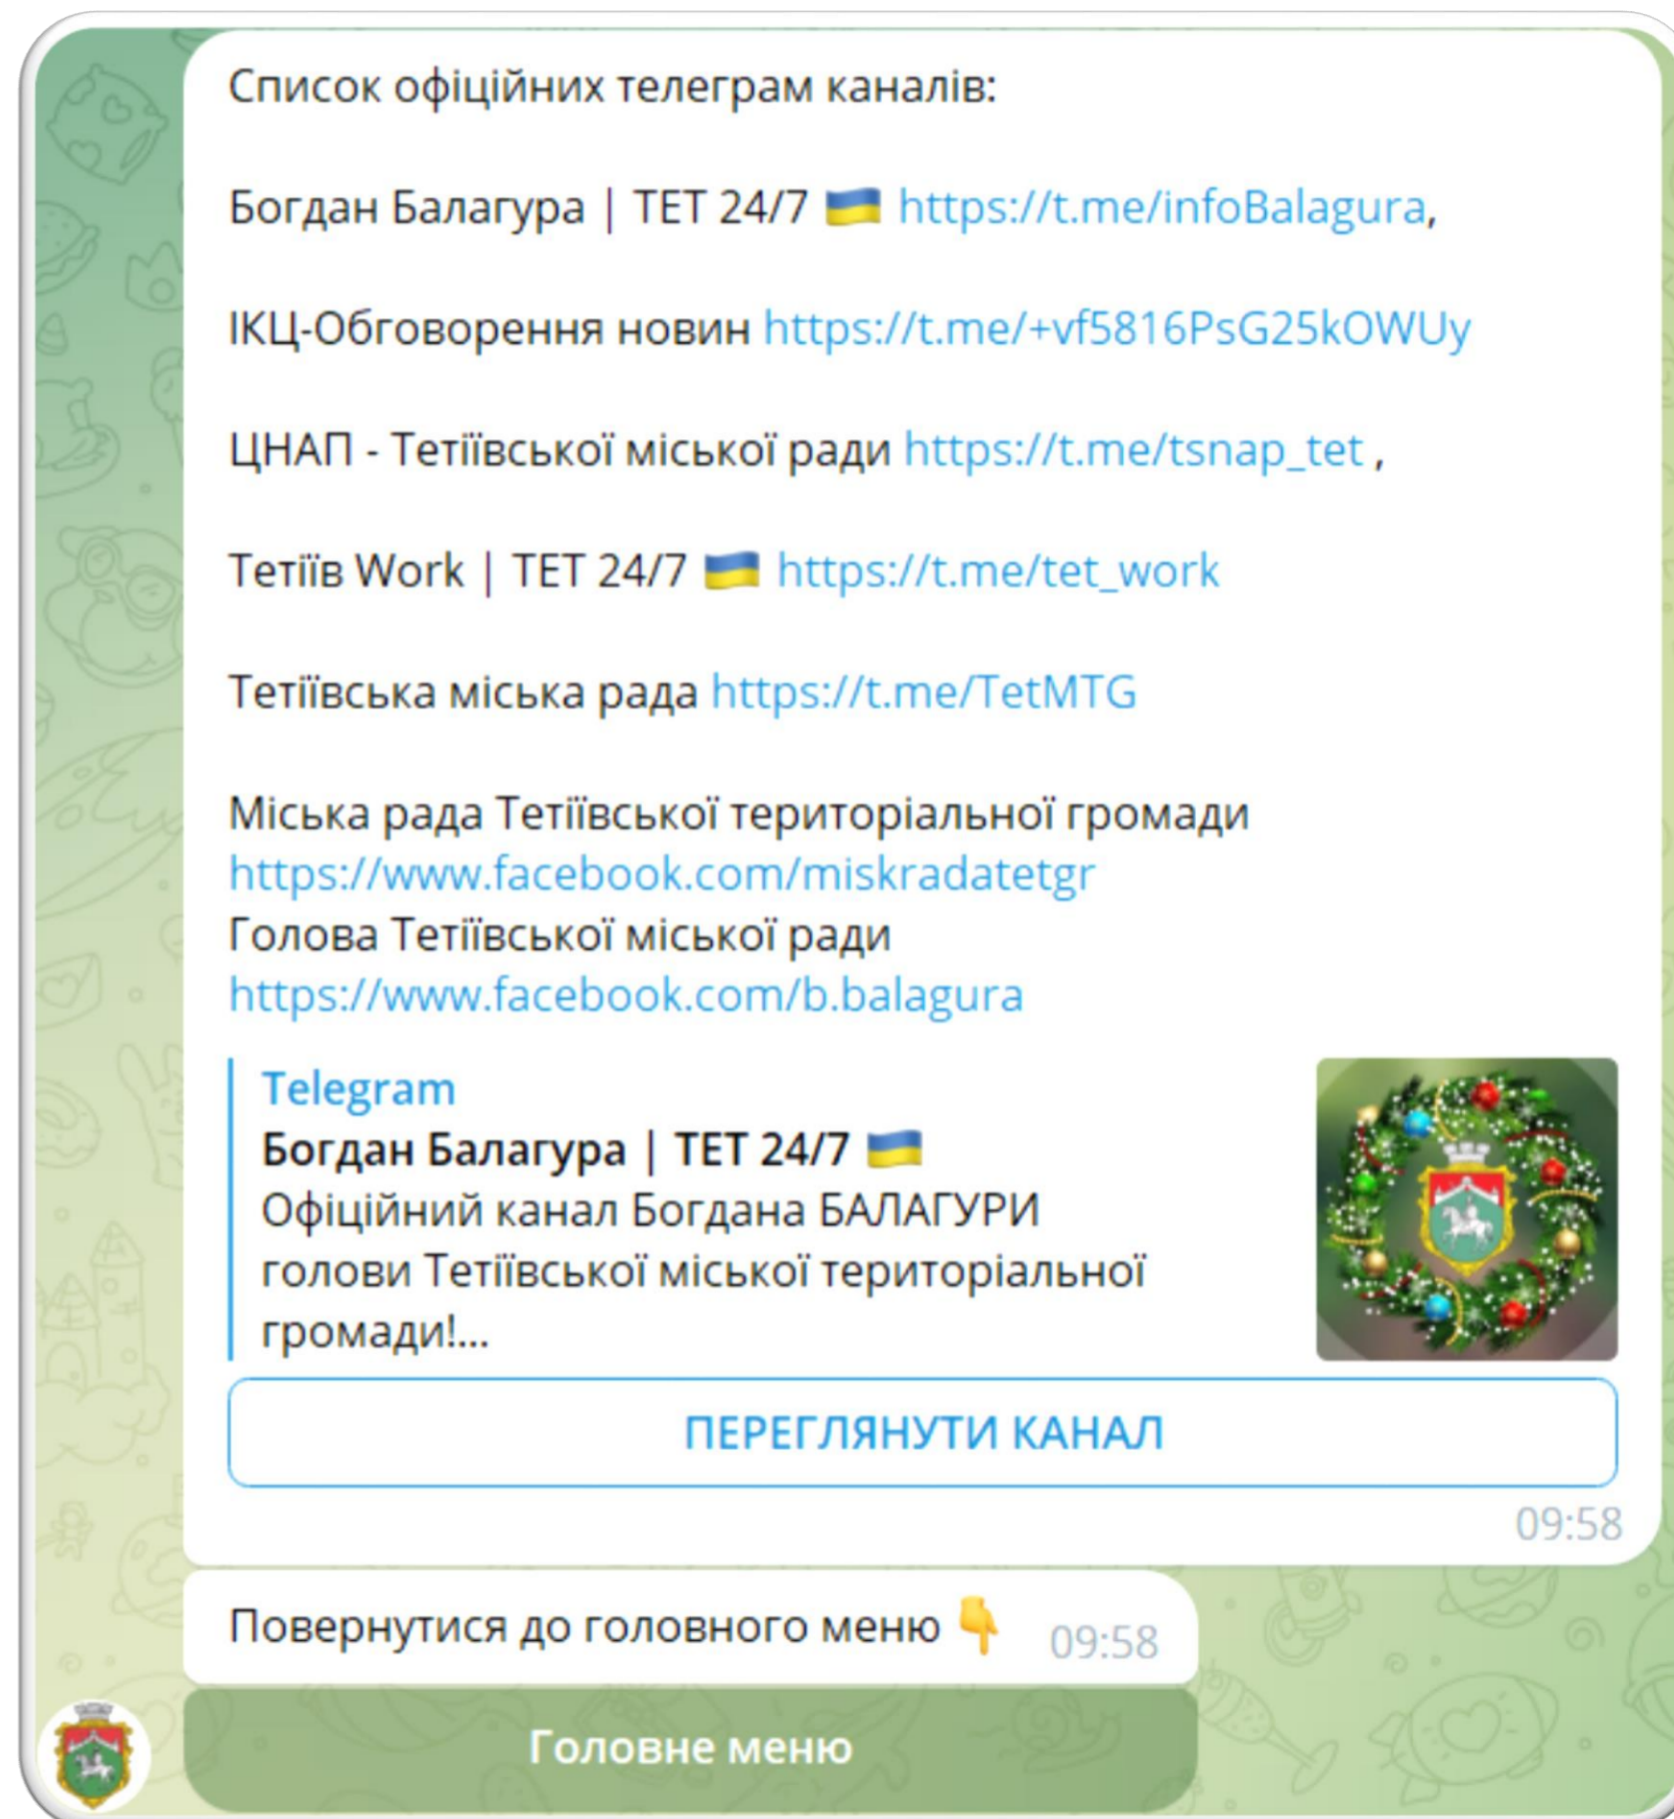 Список офіційних телеграм каналів:
Богдан Балагура | ТЕТ 24/7 🇺🇦 https://t.me/infoBalagura,
ІКЦ-Обговорення новин https://t.me/+vf5816PsG25kOWUy
ЦНАП - Тетіївської міської ради https://t.me/tsnap_tet ,
Тетіїв Work | ТЕТ 24/7 🇺🇦 https://t.me/tet_work
Тетіївська міська рада https://t.me/TetMTG
Міська рада Тетіївської територіальної громади
https://www.facebook.com/miskradatetgr
Голова Тетіївської міської ради
https://www.facebook.com/b.balagura
Telegram
Богдан Балагура | ТЕТ 24/7 🇺🇦
Офіційний канал Богдана БАЛАГУРИ
голови Тетіївської міської територіальної
громади!...
ПЕРЕГЛЯНУТИ КАНАЛ
09:58
Повернутися до головного меню 👇 09:58
Головне меню